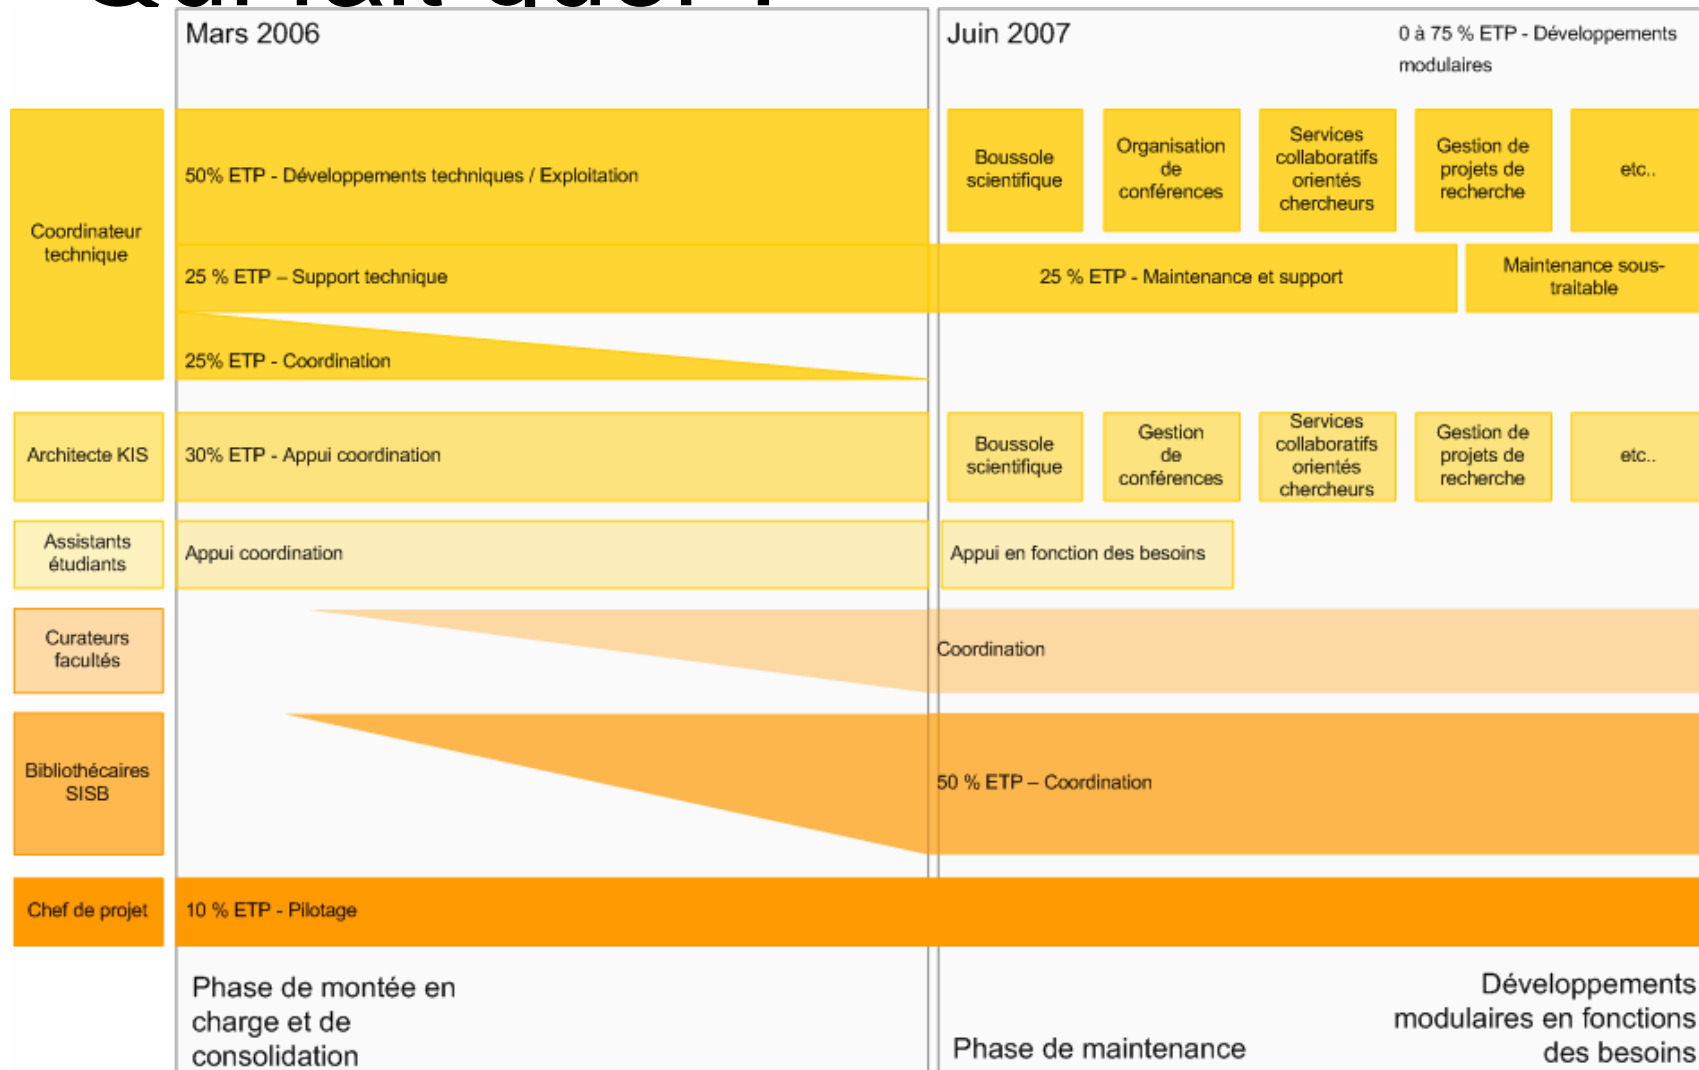 Qui fait quoi ?
Mars 2006
Juin 2007
0 à 75 % ETP - Développements
modulaires
Coordinateur
technique
50% ETP - Développements techniques / Exploitation
Boussole
scientifique
Organisation
de
conférences
Services
collaboratifs
orientés
chercheurs
Gestion de
projets de
recherche
etc..
25 % ETP – Support technique
25 % ETP - Maintenance et support
Maintenance sous-
traitable
25% ETP - Coordination
Architecte KIS
30% ETP - Appui coordination
Boussole
scientifique
Gestion
de
conférences
Services
collaboratifs
orientés
chercheurs
Gestion de
projets de
recherche
etc..
Assistants
étudiants
Appui coordination
Appui en fonction des besoins
Curateurs
facultés
Coordination
Bibliothécaires
SISB
50 % ETP – Coordination
Chef de projet
10 % ETP - Pilotage
Phase de montée en
charge et de
consolidation
Phase de maintenance
Développements
modulaires en fonctions
des besoins